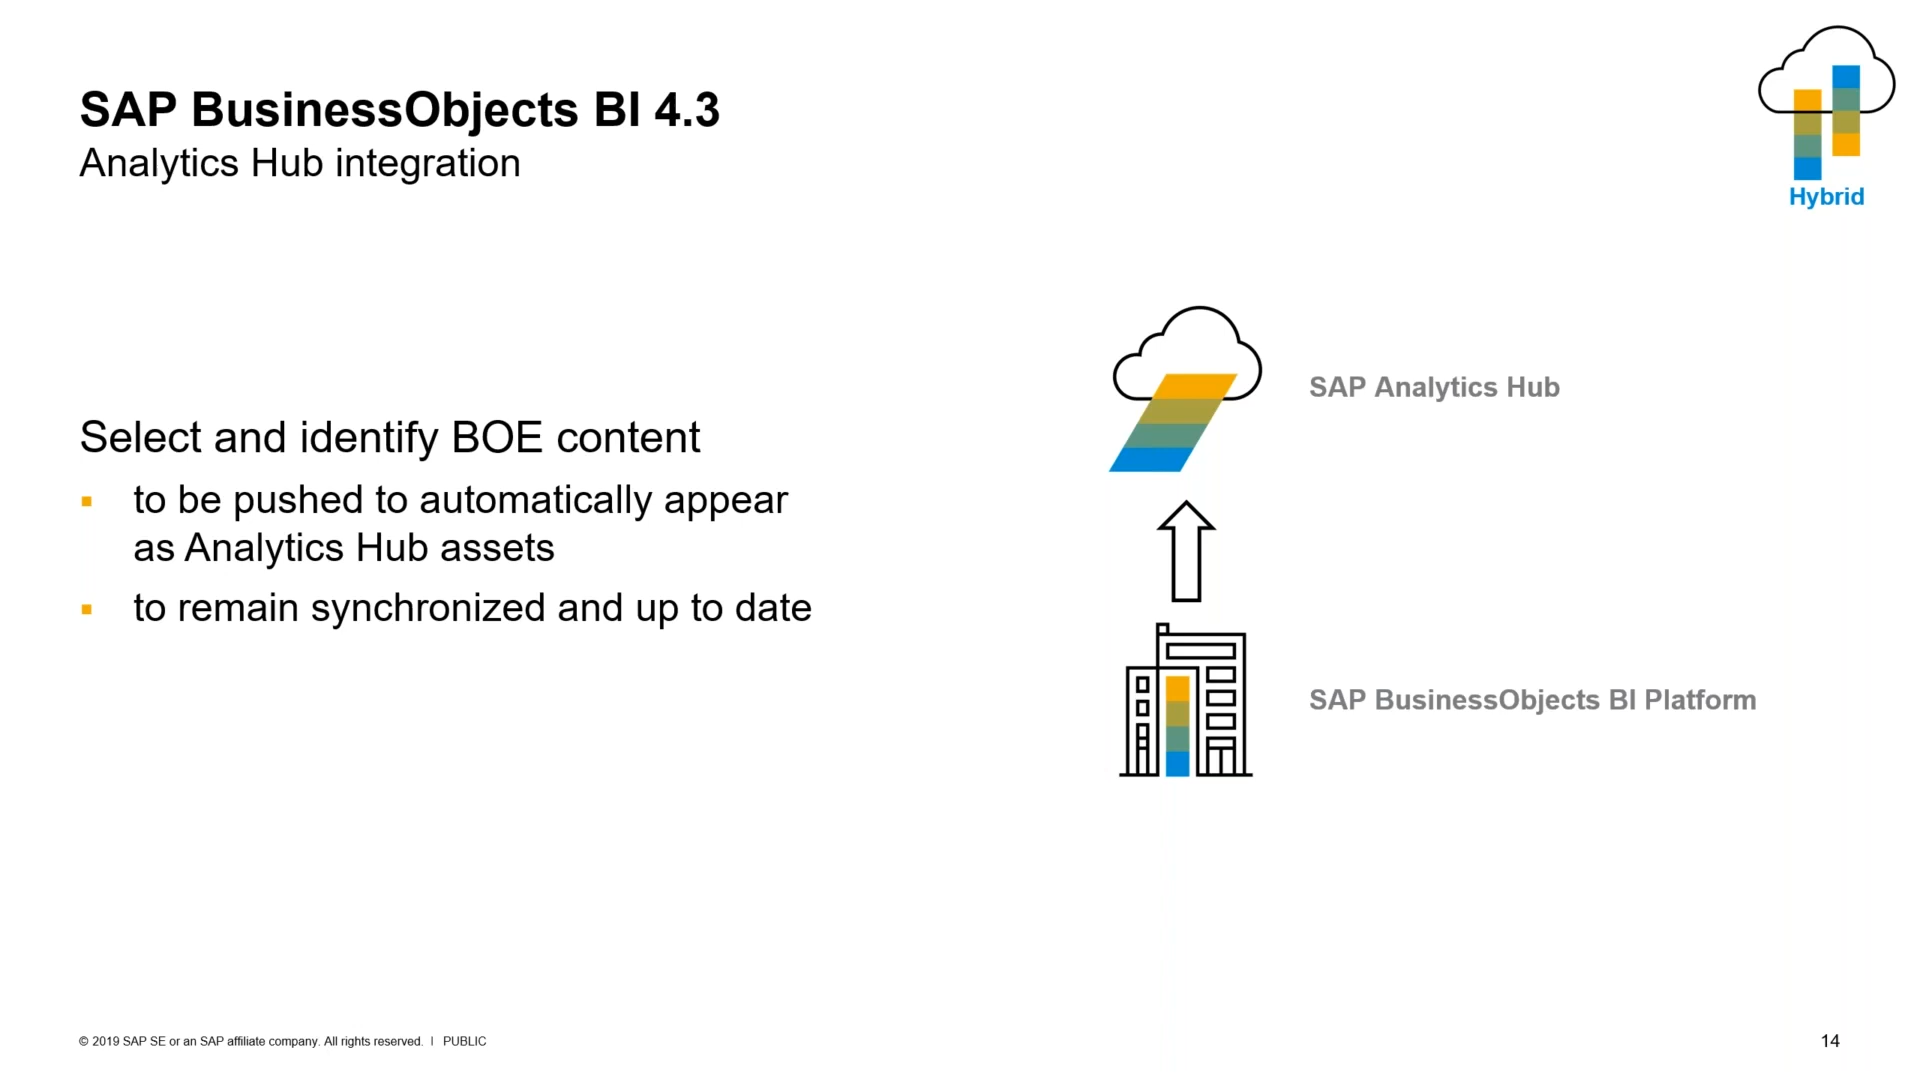 SAP BusinessObjects BI 4.3
Analytics Hub integration
Hybrid
Select and identify BOE content
▪ to be pushed to automatically appear
as Analytics Hub assets
▪ to remain synchronized and up to date
SAP Analytics Hub
SAP BusinessObjects BI Platform
© 2019 SAP SE or an SAP affiliate company. All rights reserved. | PUBLIC
14